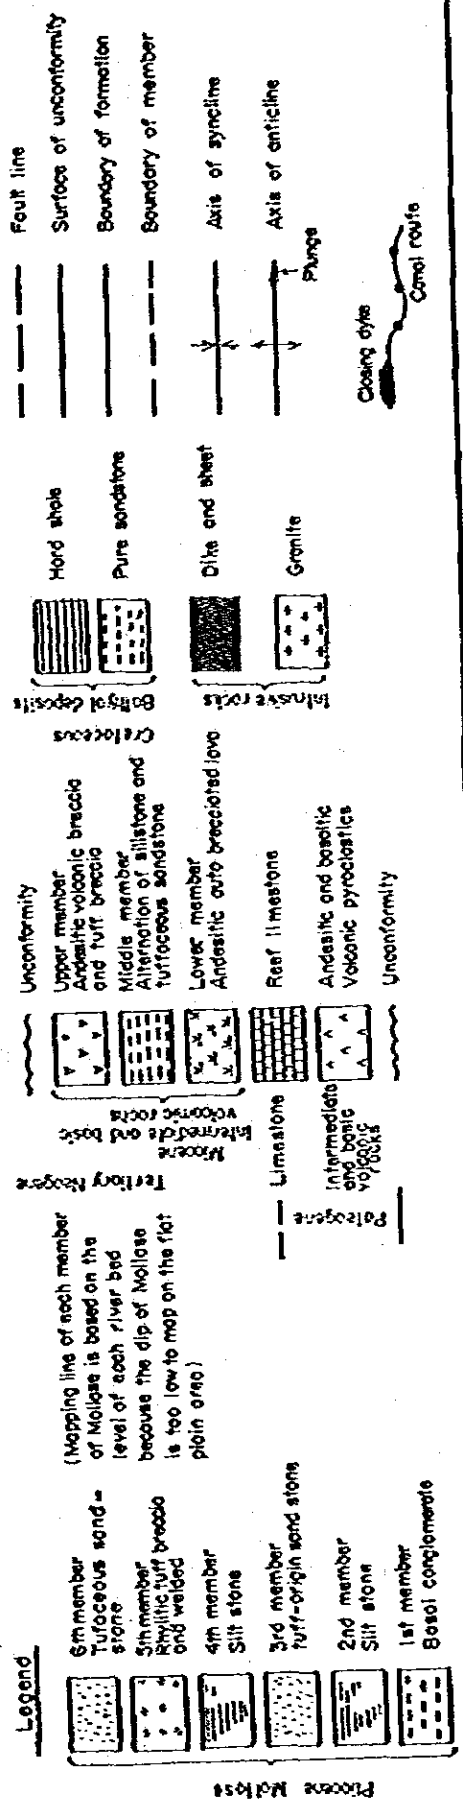 Legend
Pliocene Mollase
6th member
Tufaceous sand-
stone
5th member
Rhylitic tuff breccia
and welded
4th member
Silt stone
3rd member
tuff-origin sand stone
2nd member
Silt stone
1st member
Basal conglomerate
(Mapping line of each member
of Mollase is based on the
level of each river bed
because the dip of Mollase
is too low to map on the flat
plain area)
Tertiary Neogene
Miocene
Intermediate and basic
volcanic rocks
Unconformity
Upper member
Andesitic volcanic breccia
and tuff breccia
Middle member
Alternation of siltstone and
tuffaceous sandstone
Lower member
Andesitic auto brecciated lava
Paleogene
Limestone
Reef limestone
Intermediate
and basic
volcanic
rocks
Andesitic and basaltic
Volcanic pyroclastics
Unconformity
Cretaceous
deposits
Hard shale
Pure sandstone
Intrusive rocks
Dike and sheet
Granite
Fault line
Surface of unconformity
Boundary of formation
Boundary of member
Axis of syncline
Axis of anticline
Plunge
Closing dyke
Canal route